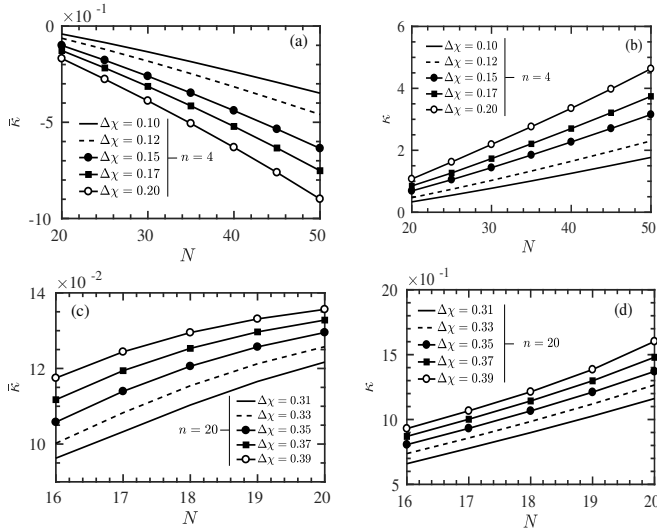 ×10⁻¹
(a)
0
-5
-10
κ̄
Δχ = 0.10
Δχ = 0.12
Δχ = 0.15
Δχ = 0.17
Δχ = 0.20
n = 4
20 30 40 50
N
(b)
6
4
2
0
κ
Δχ = 0.10
Δχ = 0.12
Δχ = 0.15
Δχ = 0.17
Δχ = 0.20
n = 4
20 30 40 50
N
×10⁻²
(c)
14
12
10
κ̄
n = 20
Δχ = 0.31
Δχ = 0.33
Δχ = 0.35
Δχ = 0.37
Δχ = 0.39
16 17 18 19 20
N
×10⁻¹
(d)
20
15
10
5
κ
Δχ = 0.31
Δχ = 0.33
Δχ = 0.35
Δχ = 0.37
Δχ = 0.39
n = 20
16 17 18 19 20
N